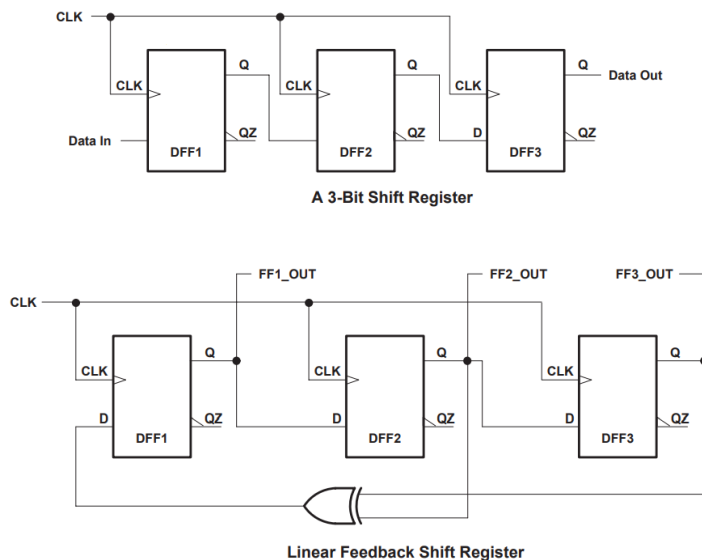 CLK
Q Q Q
CLK CLK CLK Data Out
Data In QZ QZ D QZ
DFF1 DFF2 DFF3
A 3-Bit Shift Register
FF1_OUT FF2_OUT FF3_OUT
CLK
Q Q Q
CLK CLK CLK
D QZ D QZ D QZ
DFF1 DFF2 DFF3
Linear Feedback Shift Register